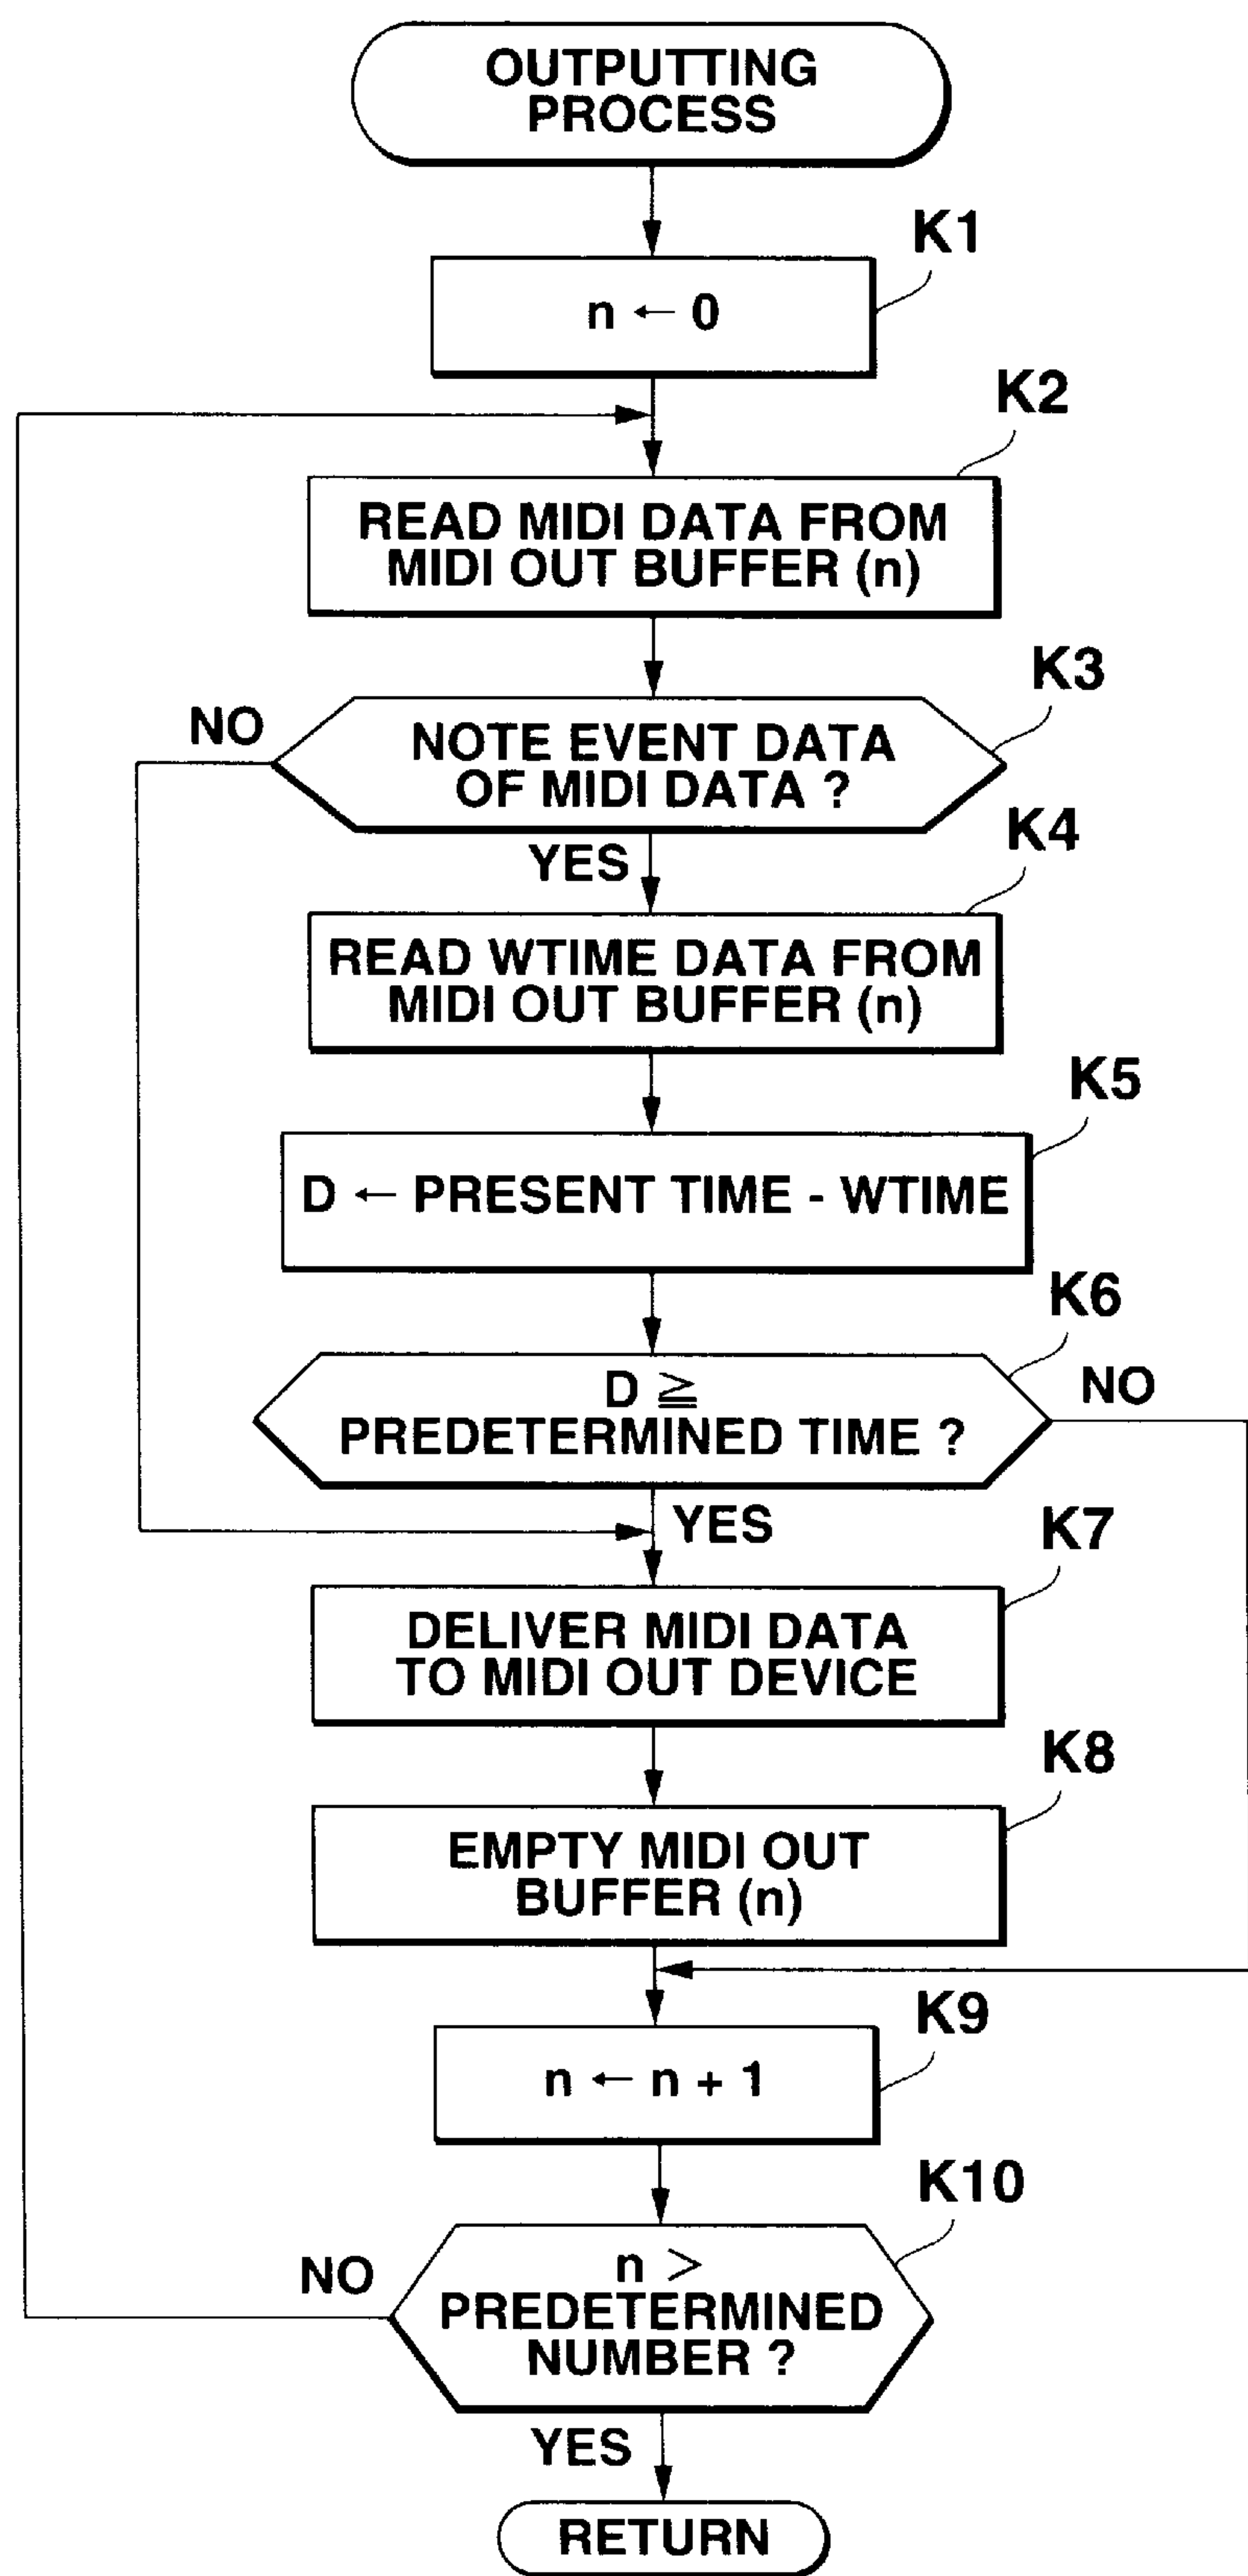 OUTPUTTING
PROCESS
K1
n ← 0
K2
READ MIDI DATA FROM
MIDI OUT BUFFER (n)
K3
NO
NOTE EVENT DATA
OF MIDI DATA ?
K4
YES
READ WTIME DATA FROM
MIDI OUT BUFFER (n)
K5
D ← PRESENT TIME - WTIME
K6
NO
D ≧
PREDETERMINED TIME ?
YES
K7
DELIVER MIDI DATA
TO MIDI OUT DEVICE
K8
EMPTY MIDI OUT
BUFFER (n)
K9
n ← n + 1
K10
NO
n >
PREDETERMINED
NUMBER ?
YES
RETURN